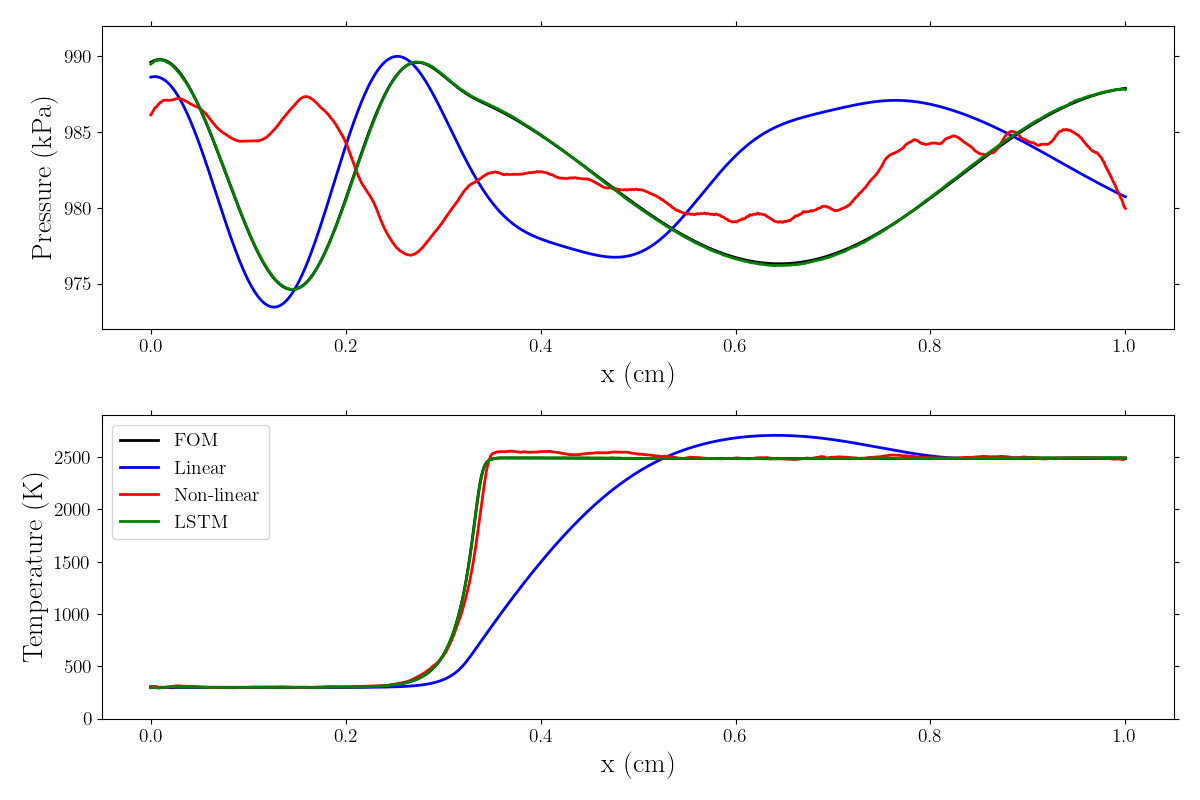 990
985
980
975
Pressure (kPa)
0.0 0.2 0.4 0.6 0.8 1.0
x (cm)
FOM
Linear
Non-linear
LSTM
2500
2000
1500
1000
500
0
Temperature (K)
0.0 0.2 0.4 0.6 0.8 1.0
x (cm)